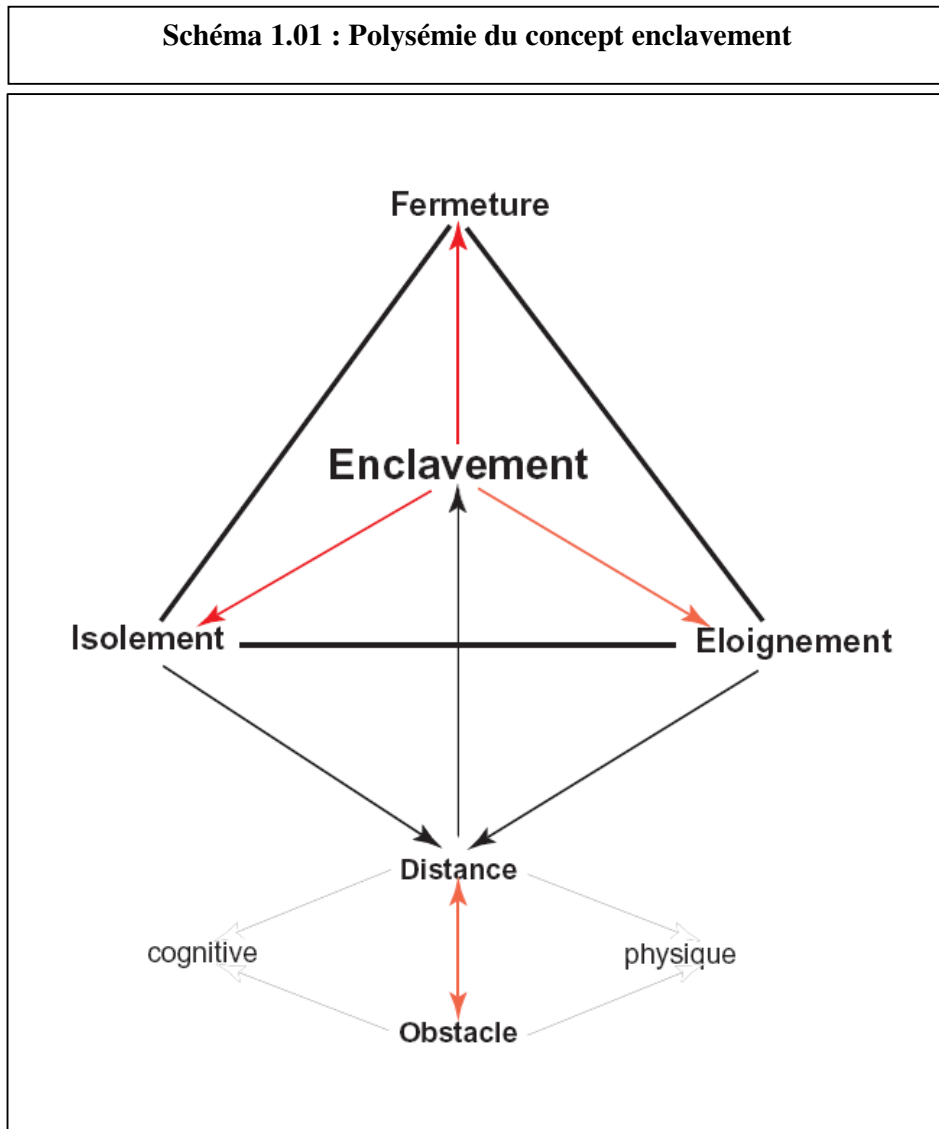 Schéma 1.01 : Polysémie du concept enclavement
Fermeture
Enclavement
Isolement
Eloignement
Distance
cognitive
physique
Obstacle